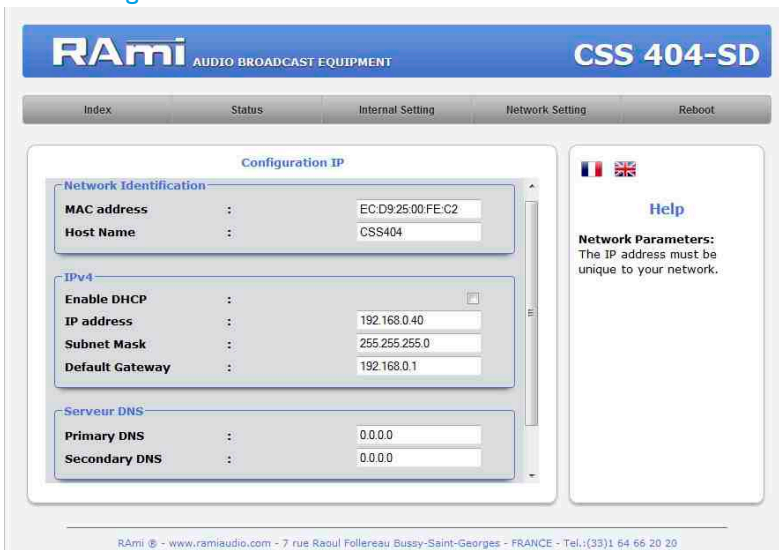 RAmi AUDIO BROADCAST EQUIPMENT CSS 404-SD
Index Status Internal Setting Network Setting Reboot
Configuration IP
Network Identification
MAC address : EC:D9:25:00:FE:C2
Host Name : CSS404
IPv4
Enable DHCP :
IP address : 192.168.0.40
Subnet Mask : 255.255.255.0
Default Gateway : 192.168.0.1
Serveur DNS
Primary DNS : 0.0.0.0
Secondary DNS : 0.0.0.0
Help
Network Parameters:
The IP address must be
unique to your network.
RAmi ® - www.ramiaudio.com - 7 rue Raoul Follereau Bussy-Saint-Georges - FRANCE - Tel.:(33)1 64 66 20 20